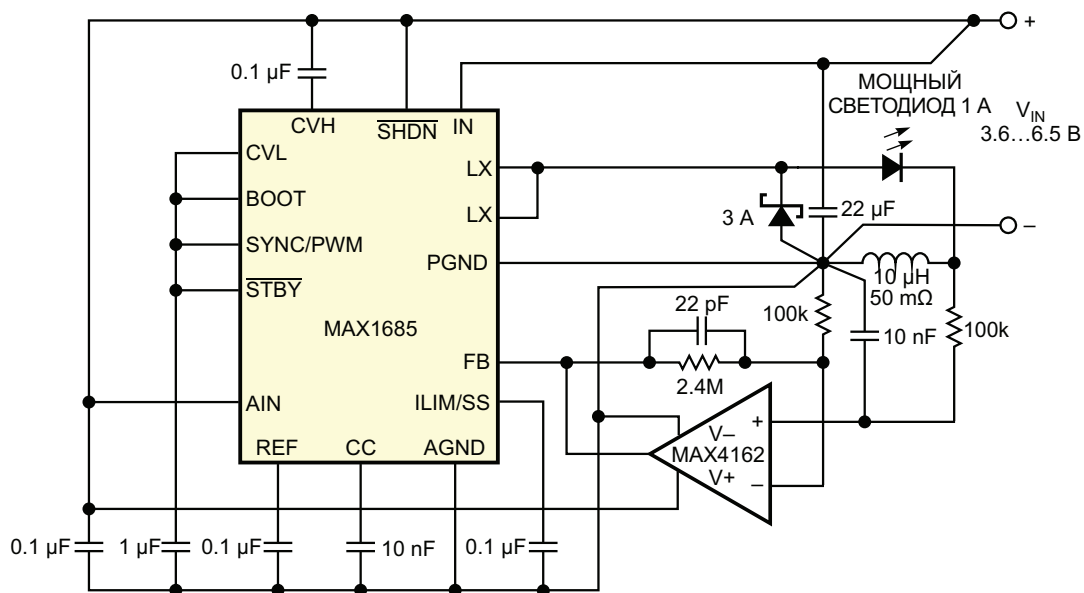 +
0.1 µF
МОЩНЫЙ
СВЕТОДИОД 1 А
V_IN
3.6...6.5 В
CVH
SHDN
IN
CVL
LX
BOOT
LX
3 A
22 µF
SYNC/PWM
–
PGND
10 µH
50 mΩ
STBY
22 pF
100k
MAX1685
10 nF
100k
FB
2.4M
AIN
ILIM/SS
+
V–
REF
CC
AGND
MAX4162
V+
–
0.1 µF
1 µF
0.1 µF
10 nF
0.1 µF